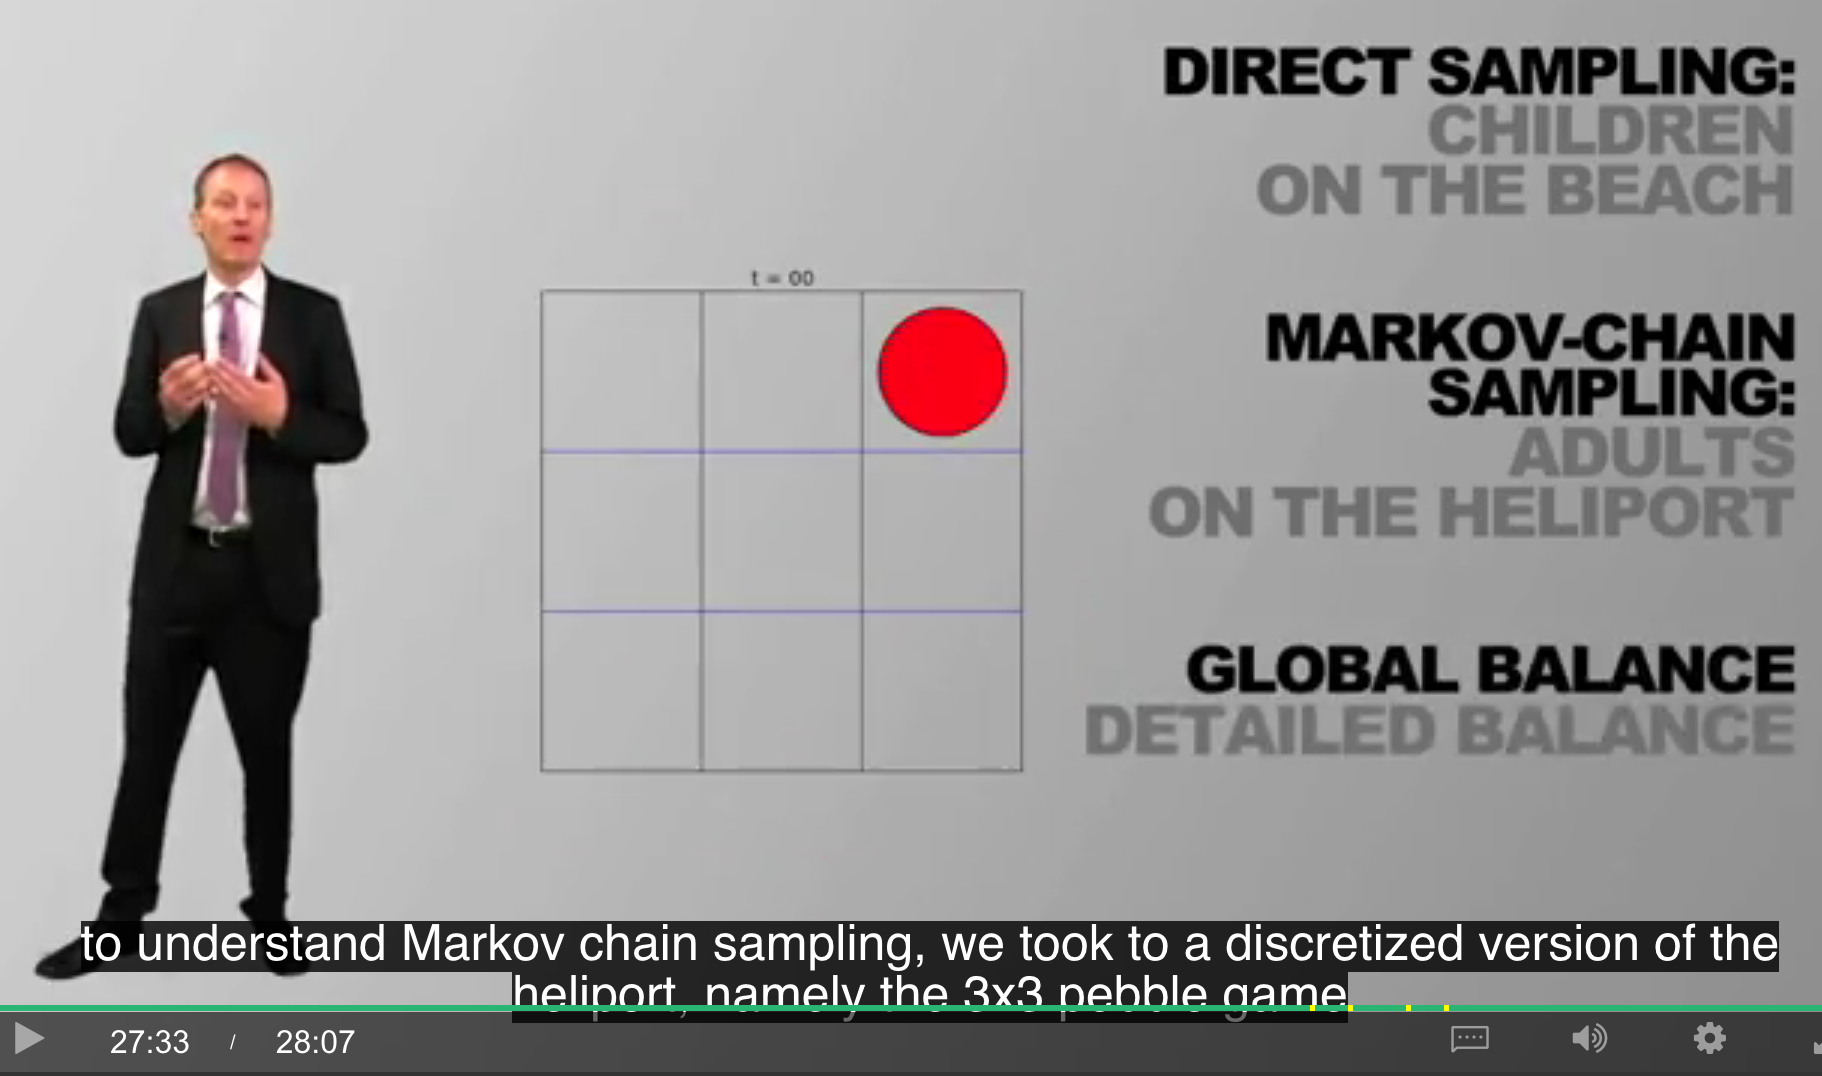 DIRECT SAMPLING:
CHILDREN
ON THE BEACH
t = 00
MARKOV-CHAIN
SAMPLING:
ADULTS
ON THE HELIPORT
GLOBAL BALANCE
DETAILED BALANCE
to understand Markov chain sampling, we took to a discretized version of the
heliport, namely the 3x3 pebble game
27:33 / 28:07